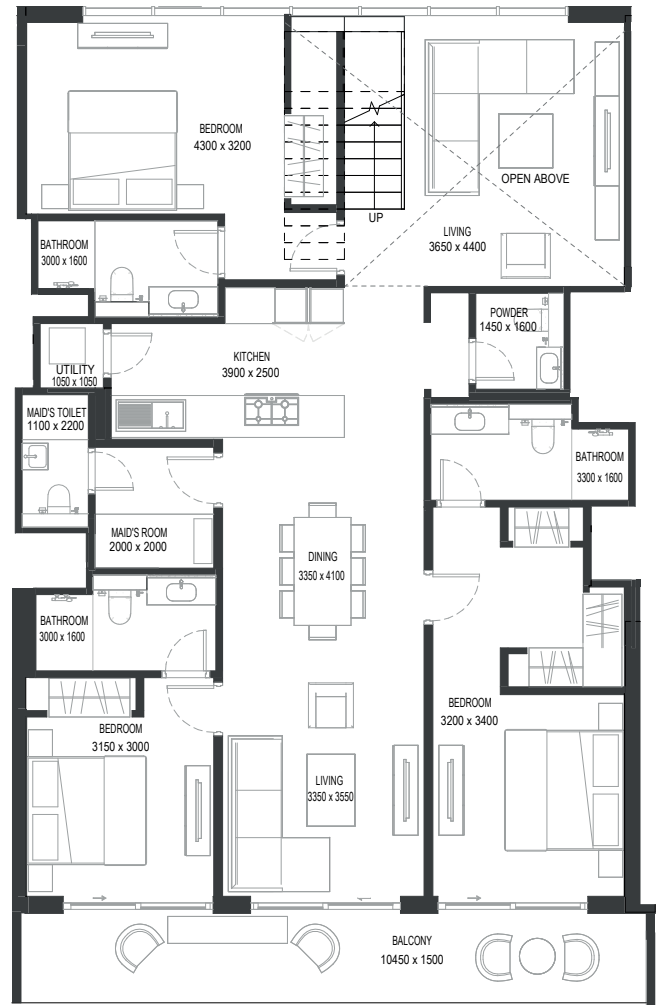 BEDROOM
4300 x 3200
OPEN ABOVE
UP
LIVING
3650 x 4400
BATHROOM
3000 x 1600
POWDER
1450 x 1600
KITCHEN
3900 x 2500
UTILITY
1050 x 1050
MAID'S TOILET
1100 x 2200
BATHROOM
3300 x 1600
MAID'S ROOM
2000 x 2000
DINING
3350 x 4100
BATHROOM
3000 x 1600
BEDROOM
3200 x 3400
BEDROOM
3150 x 3000
LIVING
3350 x 3550
BALCONY
10450 x 1500